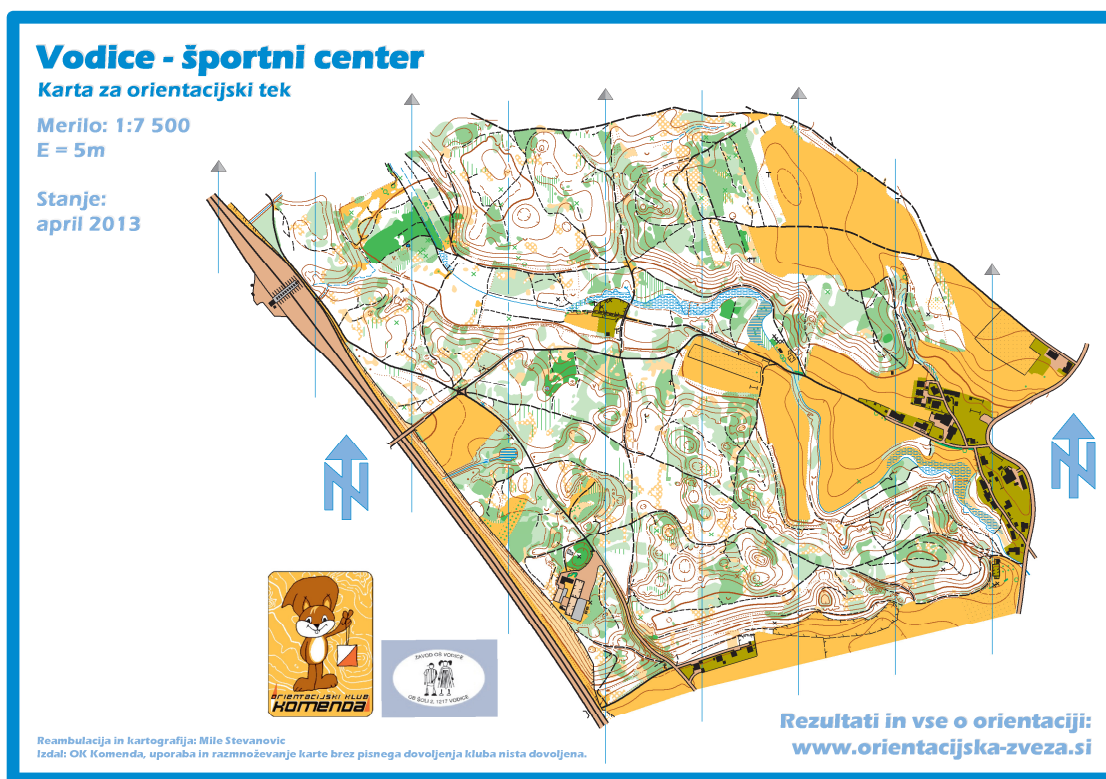 Vodice - športni center
Karta za orientacijski tek
Merilo: 1:7 500
E = 5m
Stanje:
april 2013
orientacijski klub
KOMENDA
ZAVOD-OŠ VODICE
OB ŠOLI 2, 1217 VODICE
Reambulacija in kartografija: Mile Stevanovic
Izdal: OK Komenda, uporaba in razmnoževanje karte brez pisnega dovoljenja kluba nista dovoljena.
Rezultati in vse o orientaciji:
www.orientacijska-zveza.si